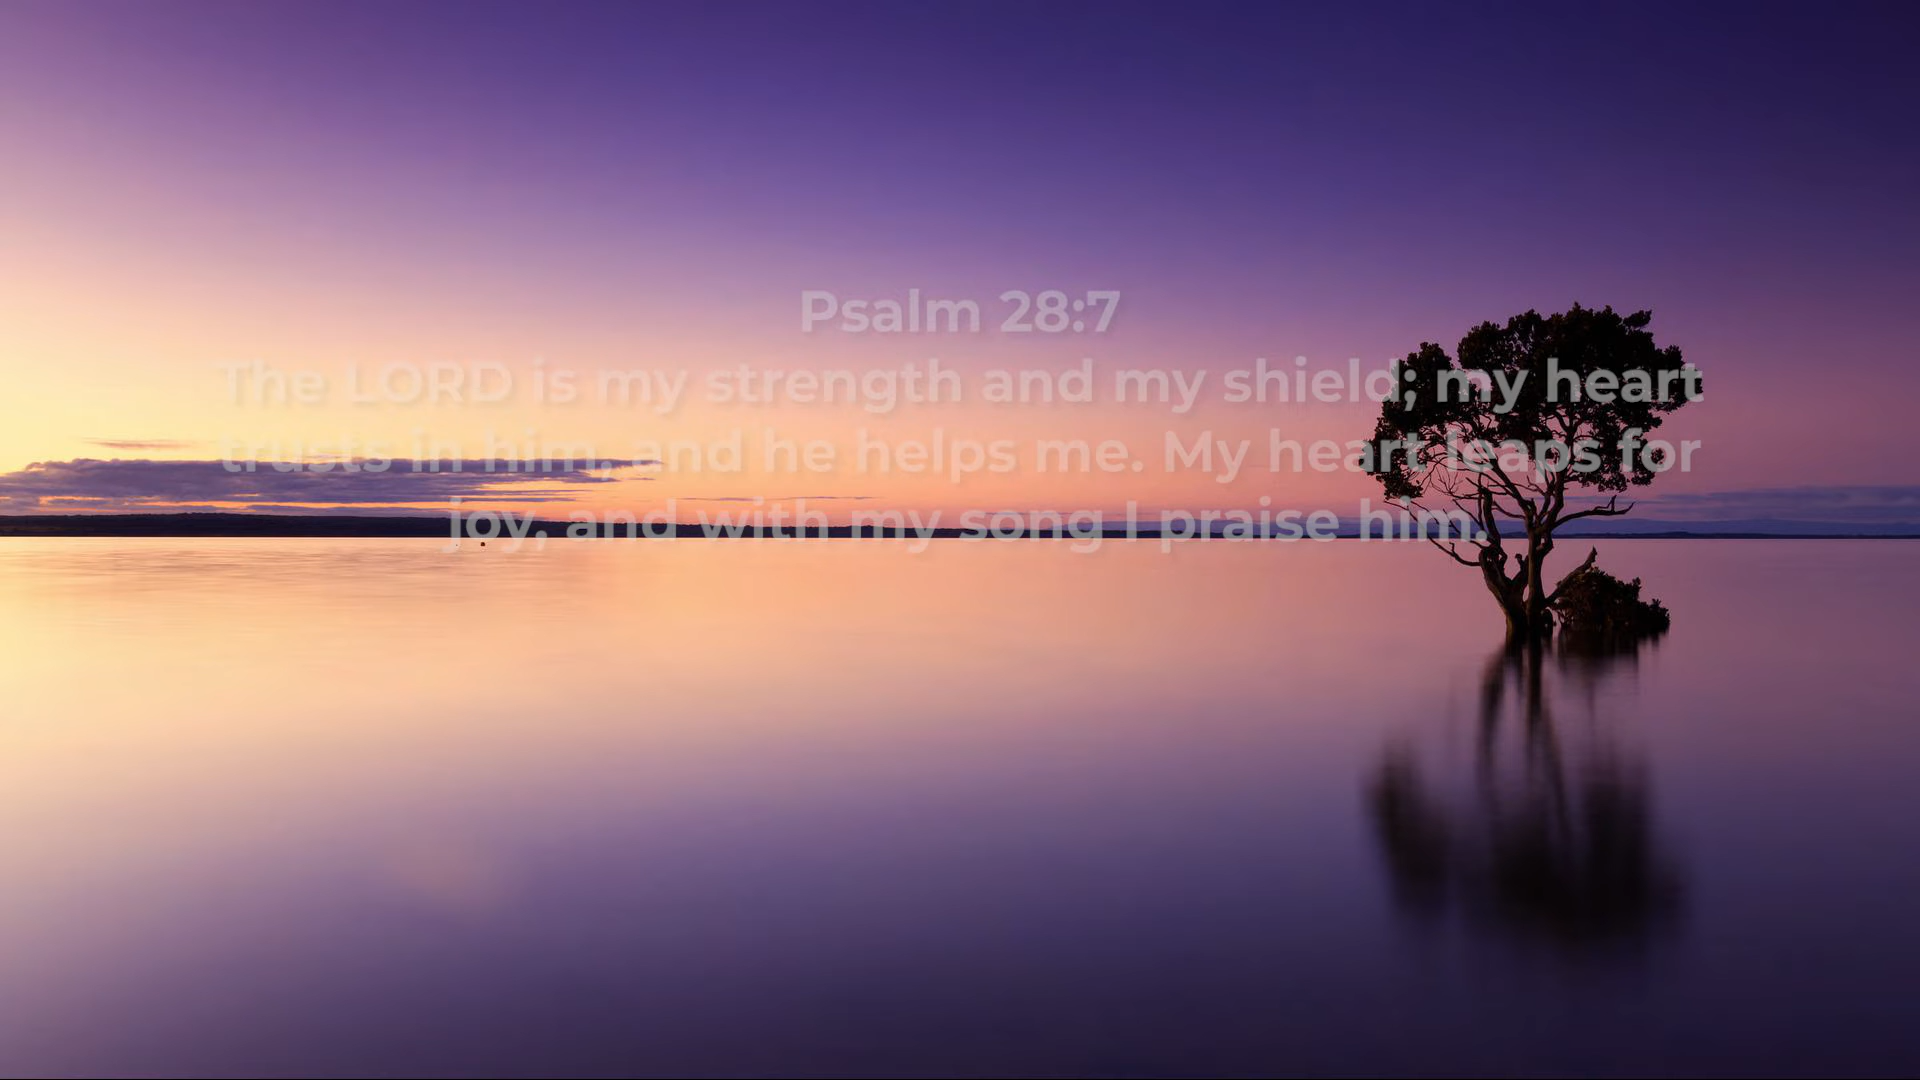 Psalm 28:7
The LORD is my strength and my shield; my heart
trusts in him, and he helps me. My heart leaps for
joy, and with my song I praise him.